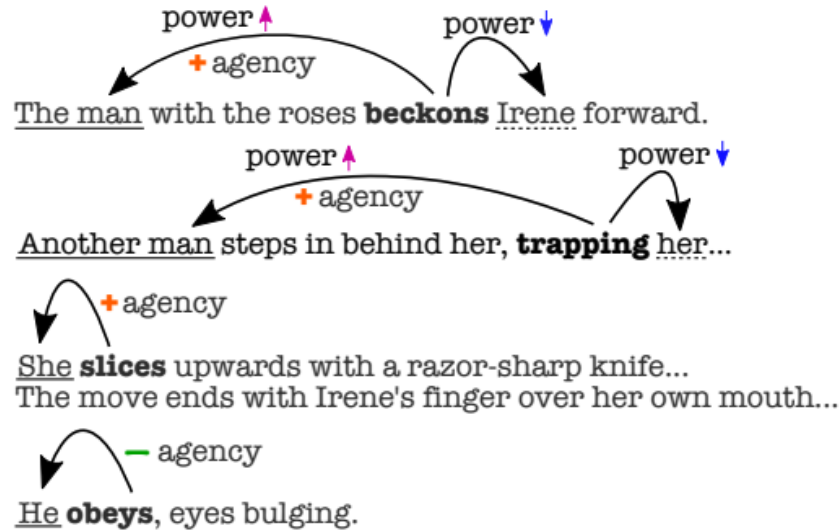 power power
+ agency
The man with the roses beckons Irene forward.
power power
+ agency
Another man steps in behind her, trapping her...
+ agency
She slices upwards with a razor-sharp knife...
The move ends with Irene's finger over her own mouth...
– agency
He obeys, eyes bulging.